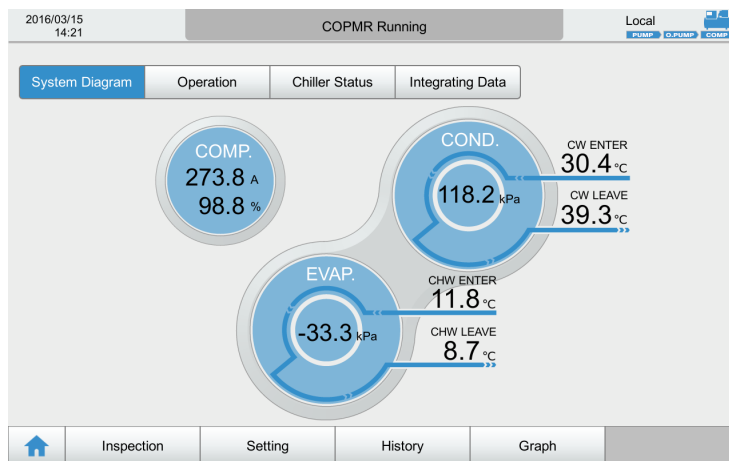 2016/03/15
14:21
COPMR Running
Local
PUMP O.PUMP COMP
System Diagram
Operation
Chiller Status
Integrating Data
COMP.
273.8 A
98.8 %
COND.
118.2 kPa
CW ENTER
30.4 °C
CW LEAVE
39.3 °C
EVAP.
-33.3 kPa
CHW ENTER
11.8 °C
CHW LEAVE
8.7 °C
Inspection
Setting
History
Graph